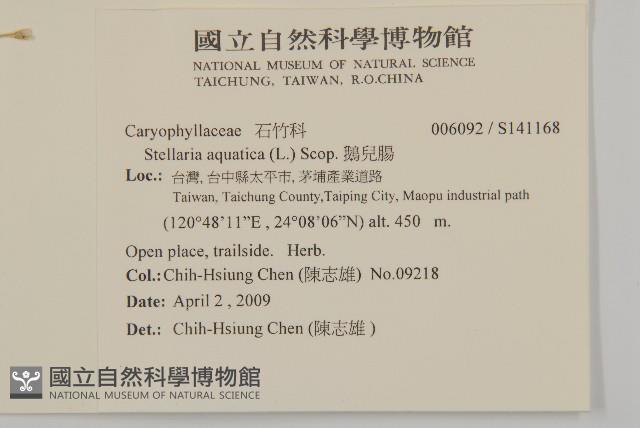 國立自然科學博物館
NATIONAL MUSEUM OF NATURAL SCIENCE
TAICHUNG, TAIWAN, R.O.CHINA
Caryophyllaceae 石竹科 006092 / S141168
Stellaria aquatica (L.) Scop. 鵝兒腸
Loc.: 台灣, 台中縣太平市, 茅埔產業道路
Taiwan, Taichung County,Taiping City, Maopu industrial path
(120°48’11”E , 24°08’06”N) alt. 450 m.
Open place, trailside. Herb.
Col.: Chih-Hsiung Chen (陳志雄) No.09218
Date: April 2 , 2009
Det.: Chih-Hsiung Chen (陳志雄 )
國立自然科學博物館
NATIONAL MUSEUM OF NATURAL SCIENCE